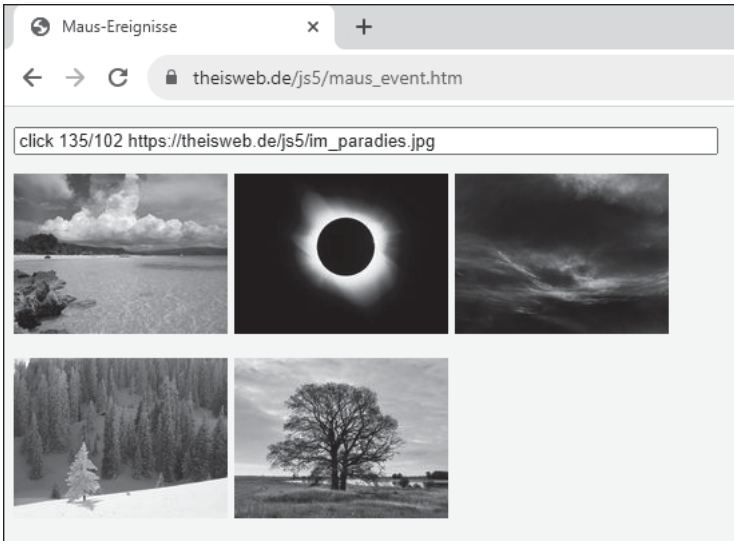 Maus-Ereignisse
theisweb.de/js5/maus_event.htm
click 135/102 https://theisweb.de/js5/im_paradies.jpg